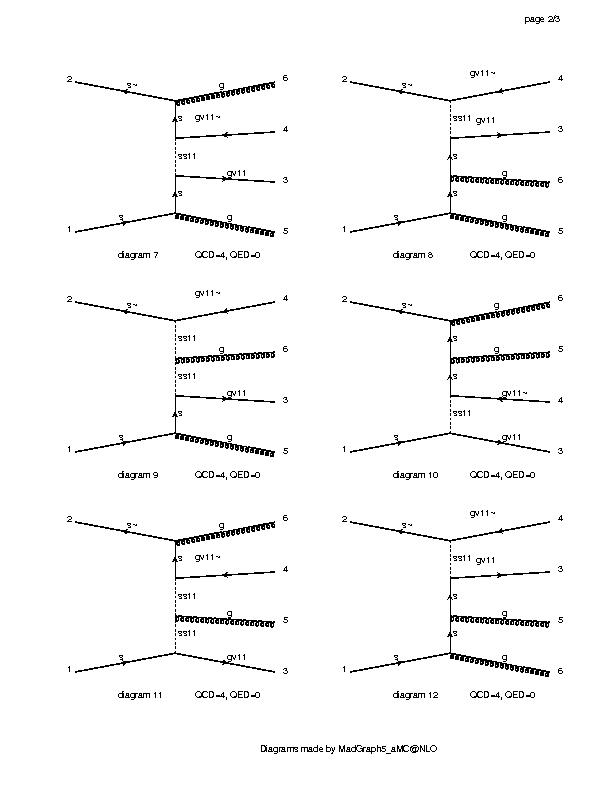 page 2/3
2 s~ g 6
s gv11~ 4
ss11
gv11 3
s
1 s g 5
diagram 7 QCD=4, QED=0
2 s~ gv11~ 4
ss11 gv11 3
s
g 6
s
1 s g 5
diagram 8 QCD=4, QED=0
2 s~ gv11~ 4
ss11
g 6
ss11
gv11 3
s
1 s g 5
diagram 9 QCD=4, QED=0
2 s~ g 6
s
g 5
s
gv11~ 4
ss11
1 s gv11 3
diagram 10 QCD=4, QED=0
2 s~ g 6
s gv11~ 4
ss11
g 5
ss11
1 s gv11 3
diagram 11 QCD=4, QED=0
2 s~ gv11~ 4
ss11 gv11 3
s
g 5
s
1 s g 6
diagram 12 QCD=4, QED=0
Diagrams made by MadGraph5_aMC@NLO